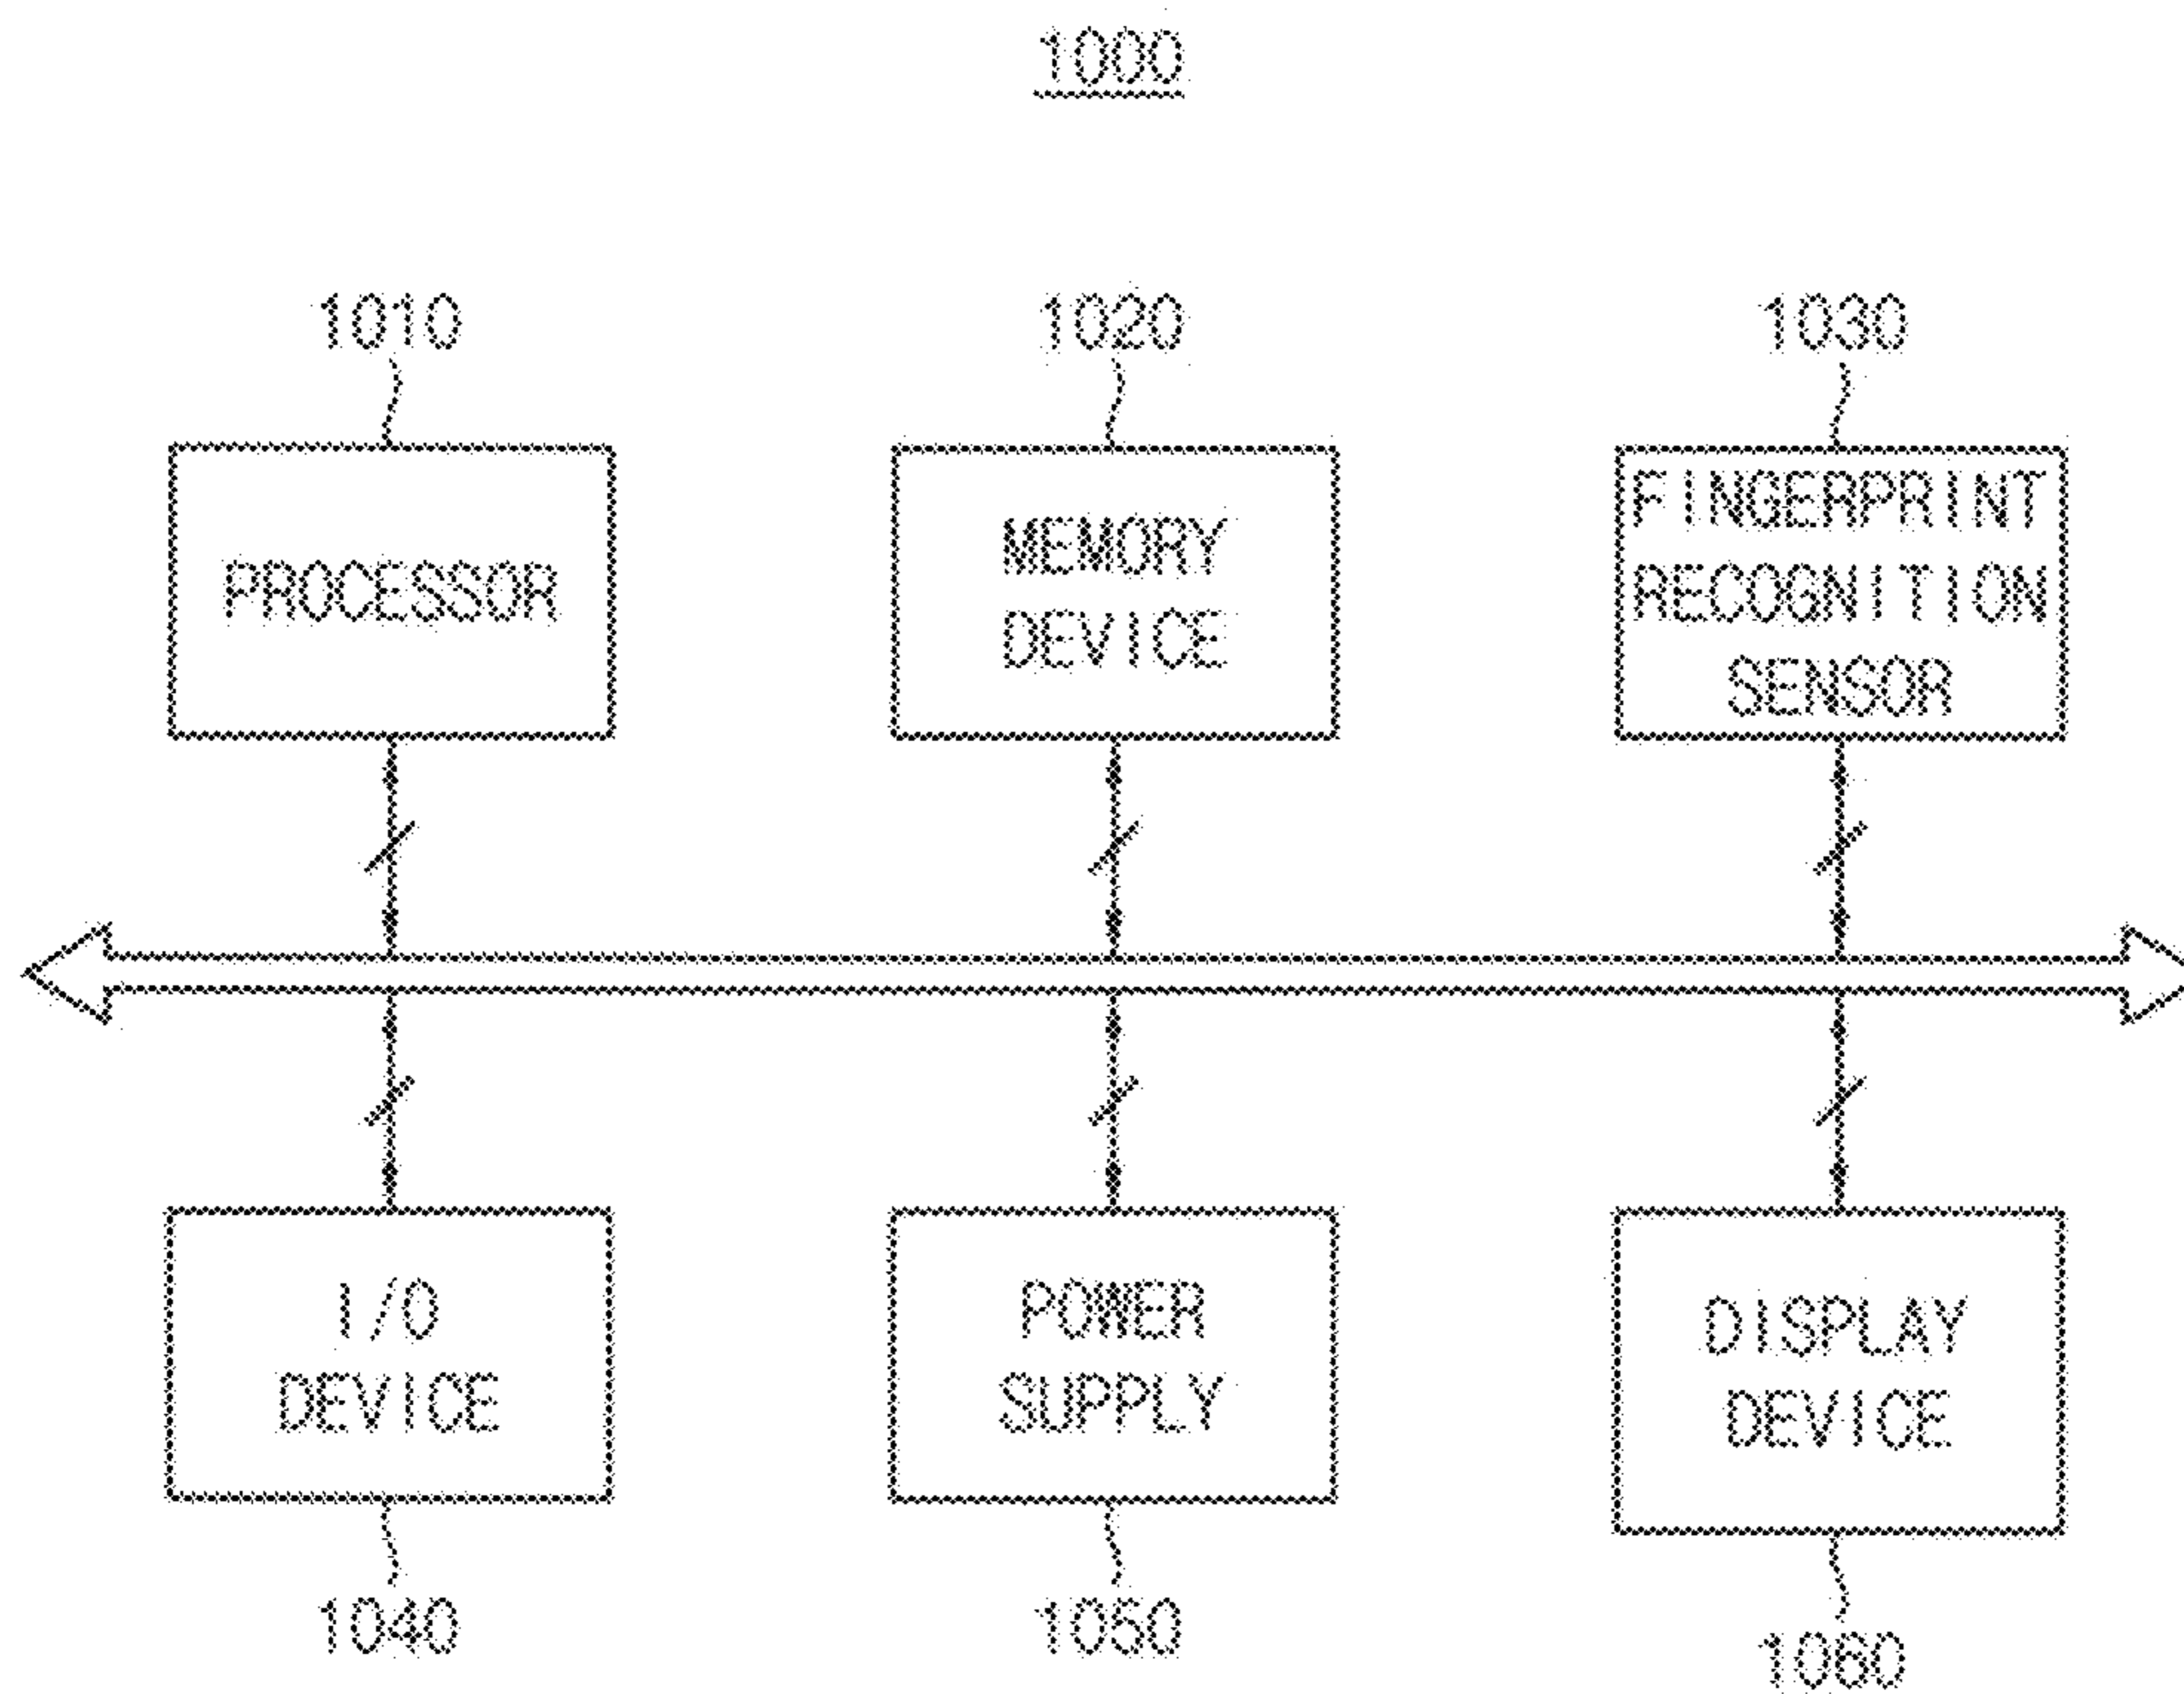 1000
1010
1020
1030
PROCESSOR
MEMORY
DEVICE
FINGERPRINT
RECOGNITION
SENSOR
I/O
DEVICE
POWER
SUPPLY
DISPLAY
DEVICE
1040
1050
1060